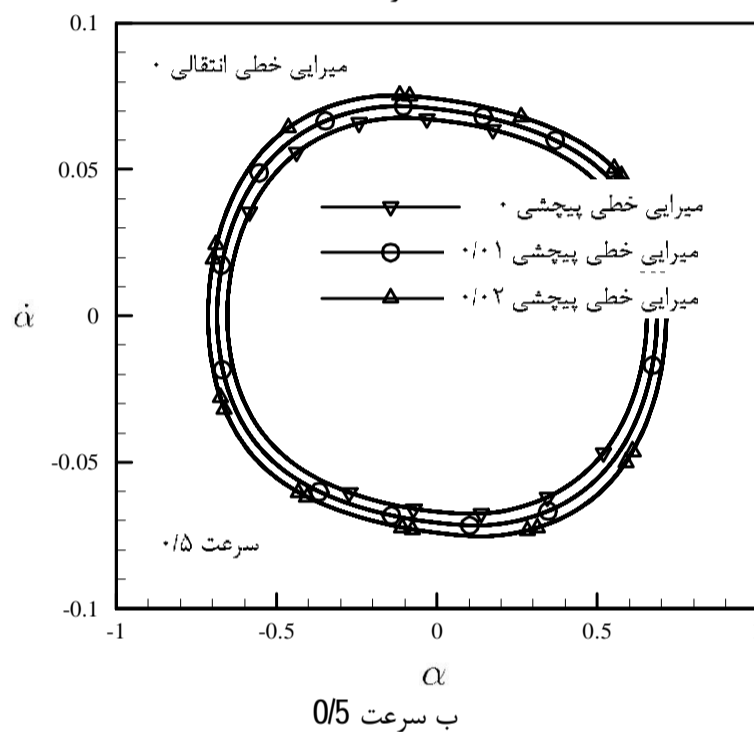 0.1
میرایی خطی انتقالی ۰
0.05
میرایی خطی پیچشی ۰
میرایی خطی پیچشی ۰/۰۱
میرایی خطی پیچشی ۰/۰۲
0
α̇
-0.05
سرعت ۰/۵
-0.1
-1 -0.5 0 0.5
α
ب سرعت 0/5